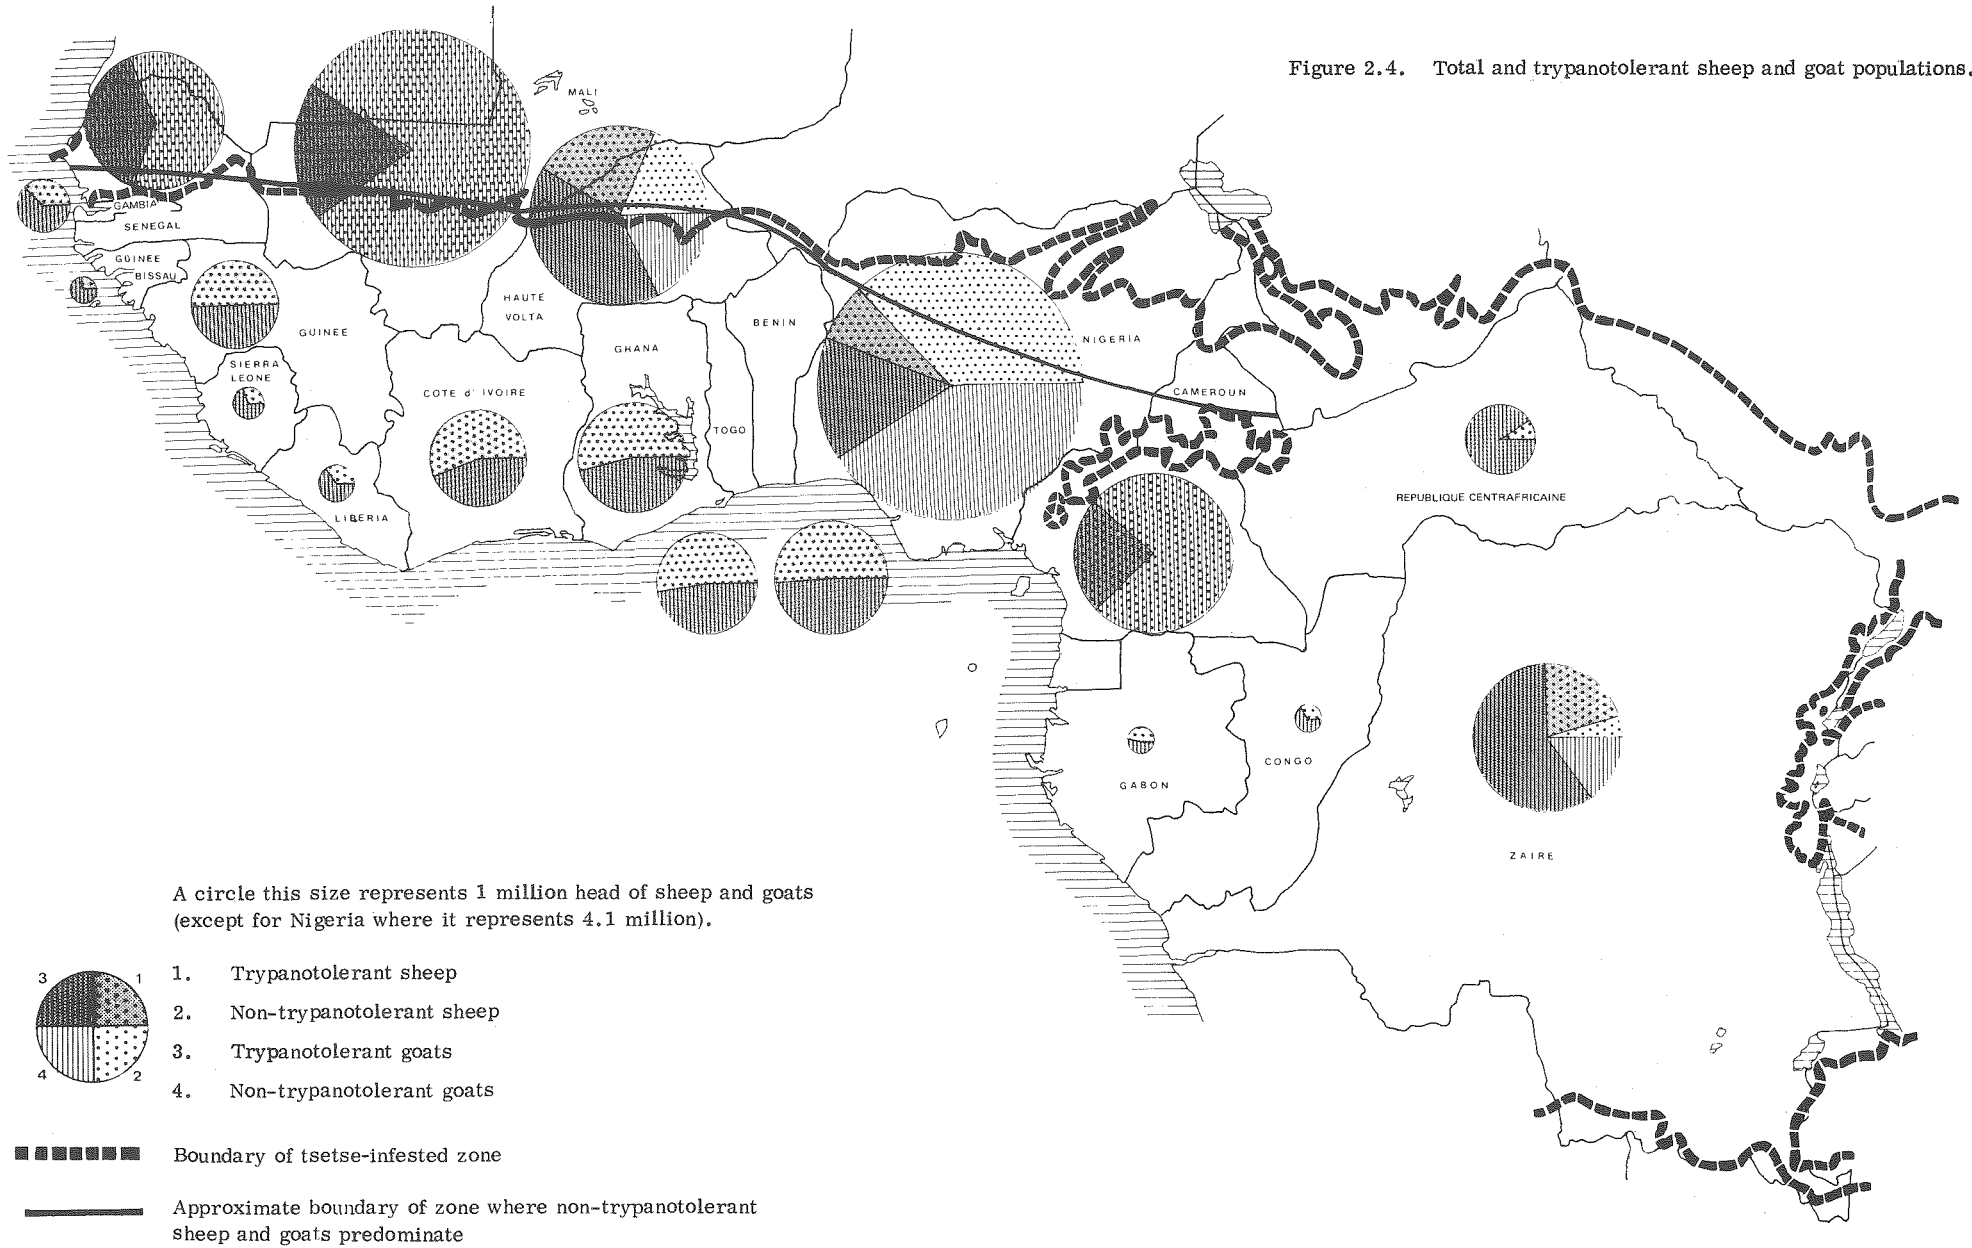 Figure 2.4. Total and trypanotolerant sheep and goat populations.
MALI
GAMBIA
SENEGAL
GUINEE
BISSAU
GUINEE
HAUTE
VOLTA
BENIN
NIGERIA
GHANA
SIERRA
LEONE
COTE d' IVOIRE
CAMEROUN
TOGO
LIBERIA
REPUBLIQUE CENTRAFRICAINE
GABON
CONGO
ZAIRE
A circle this size represents 1 million head of sheep and goats
(except for Nigeria where it represents 4.1 million).
3 1
4 2
1. Trypanotolerant sheep
2. Non-trypanotolerant sheep
3. Trypanotolerant goats
4. Non-trypanotolerant goats
Boundary of tsetse-infested zone
Approximate boundary of zone where non-trypanotolerant
sheep and goats predominate